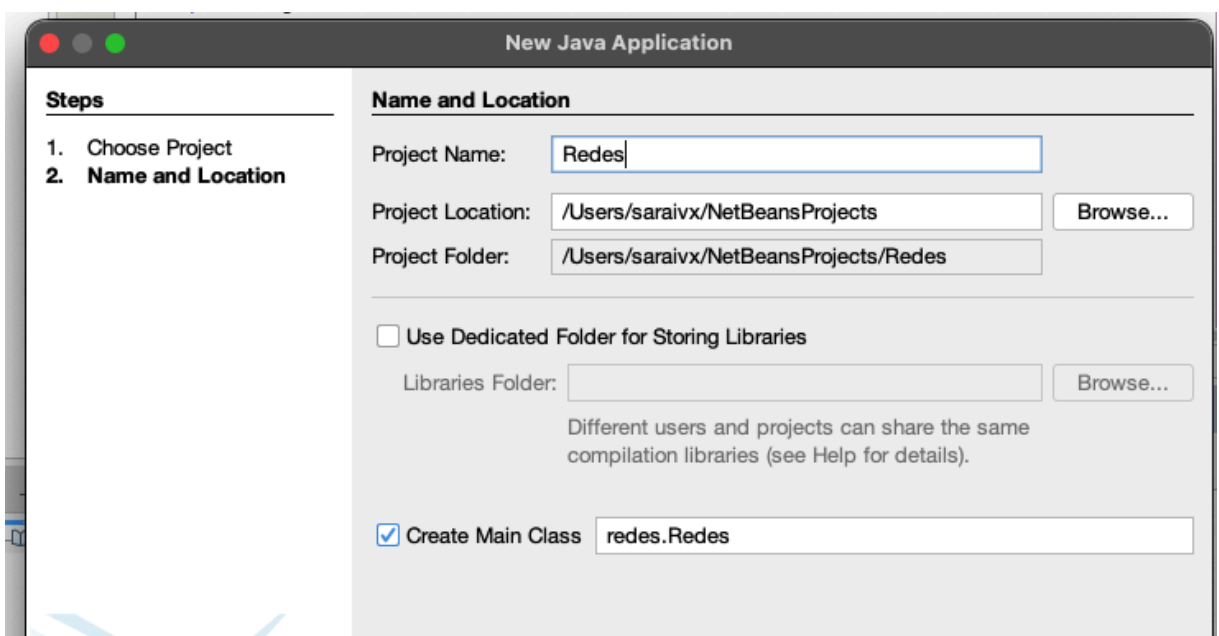 New Java Application
Steps
1. Choose Project
2. Name and Location
Name and Location
Project Name: Redes
Project Location: /Users/saraivx/NetBeansProjects Browse...
Project Folder: /Users/saraivx/NetBeansProjects/Redes
Use Dedicated Folder for Storing Libraries
Libraries Folder: Browse...
Different users and projects can share the same
compilation libraries (see Help for details).
Create Main Class redes.Redes